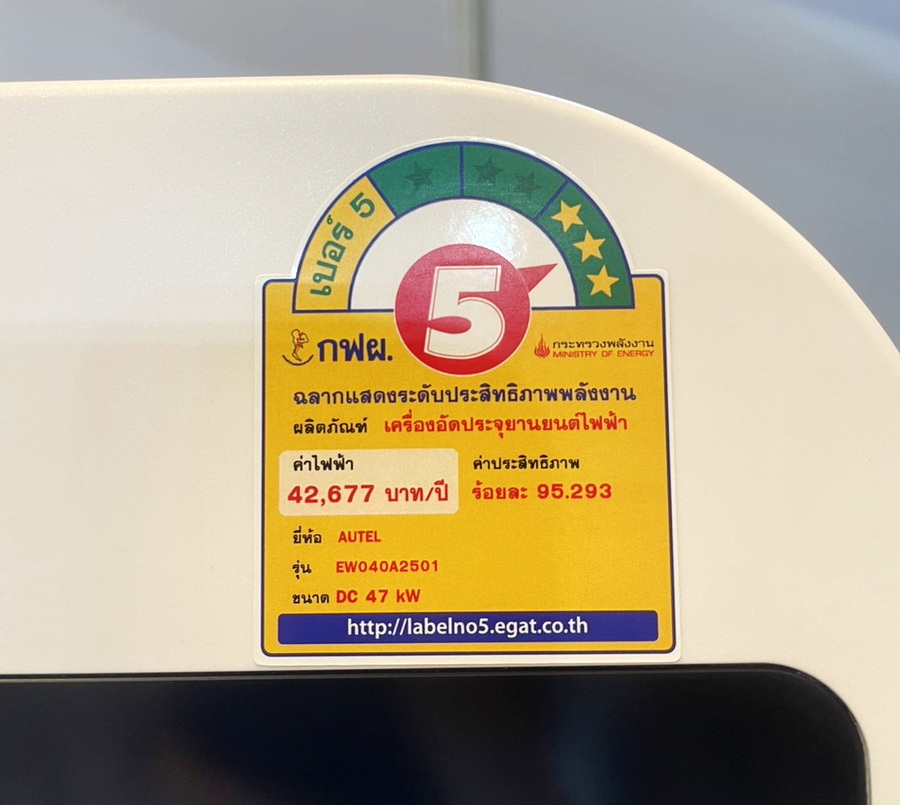 เบอร์ 5
5
กฟผ.
กระทรวงพลังงาน
MINISTRY OF ENERGY
ฉลากแสดงระดับประสิทธิภาพพลังงาน
ผลิตภัณฑ์ เครื่องอัดประจุยานยนต์ไฟฟ้า
ค่าไฟฟ้า ค่าประสิทธิภาพ
42,677 บาท/ปี ร้อยละ 95.293
ยี่ห้อ AUTEL
รุ่น EW040A2501
ขนาด DC 47 kW
http://labelno5.egat.co.th